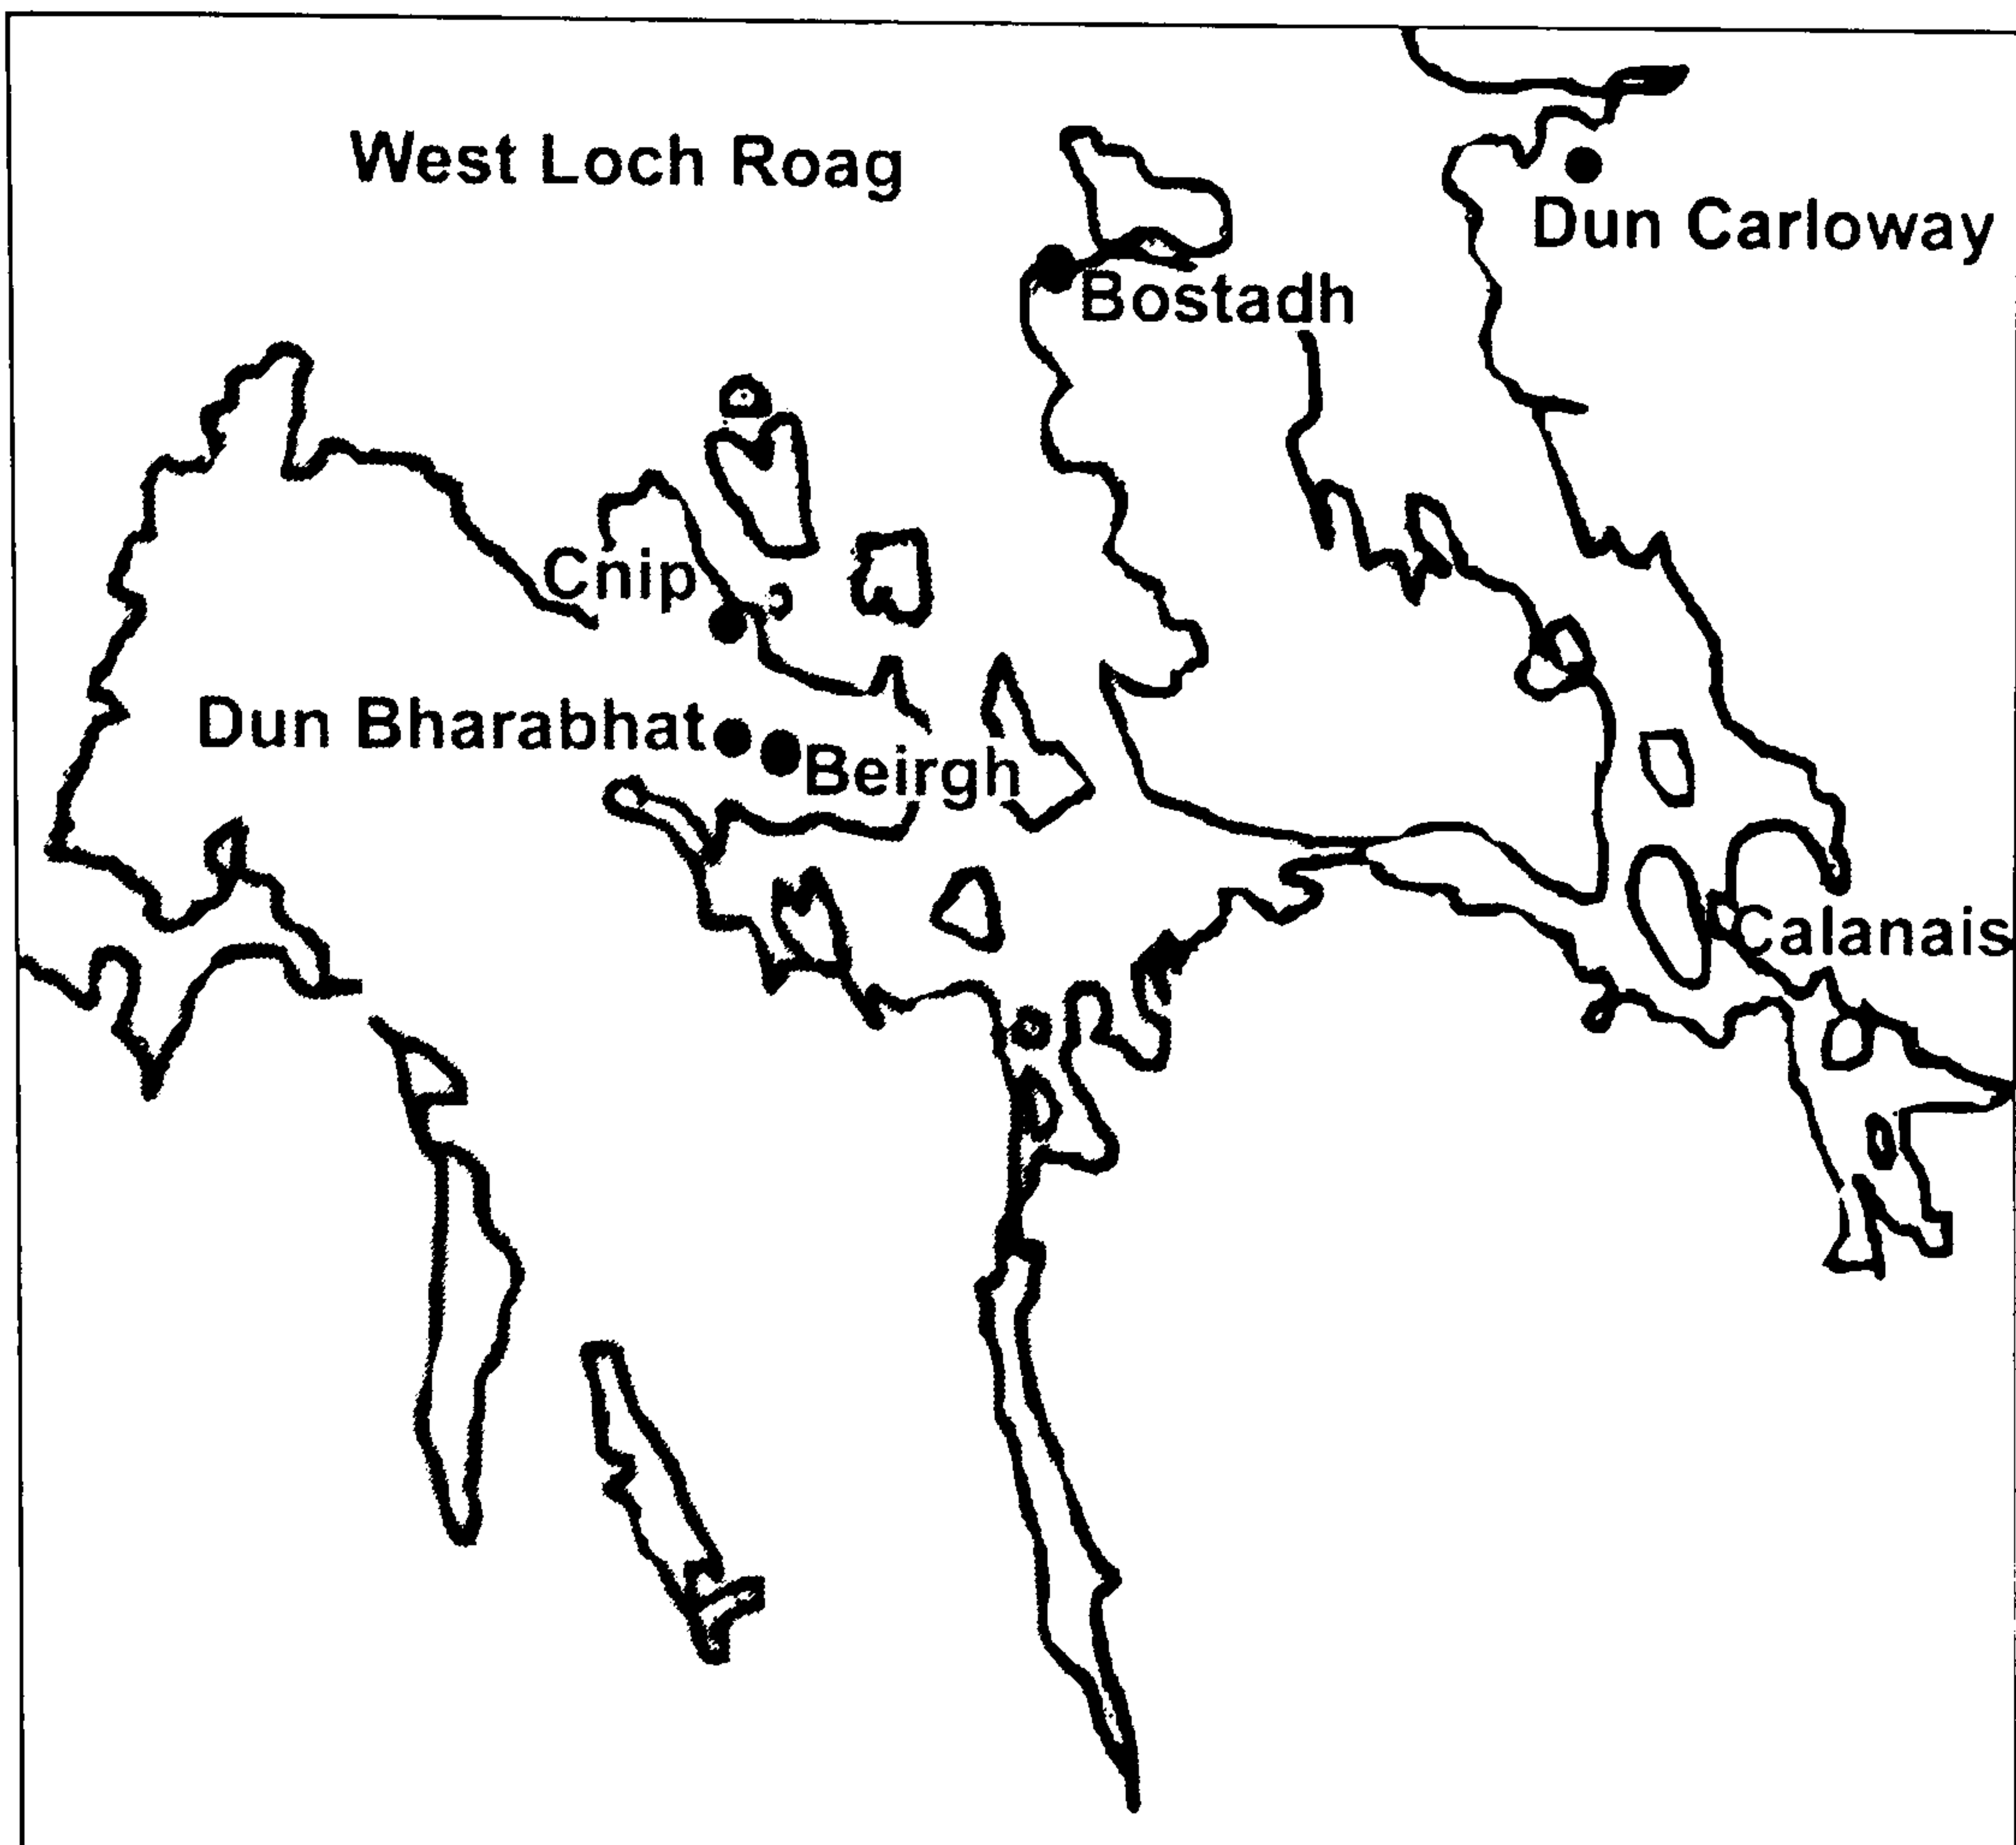 West Loch Roag
Dun Carloway
Bostadh
Cnip
Dun Bharabhat
Beirgh
Calanais